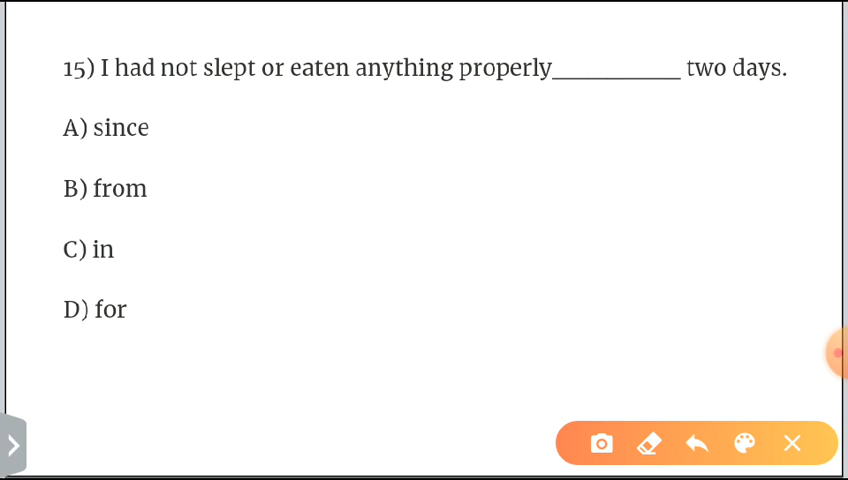 15) I had not slept or eaten anything properly__________ two days.
A) since
B) from
C) in
D) for